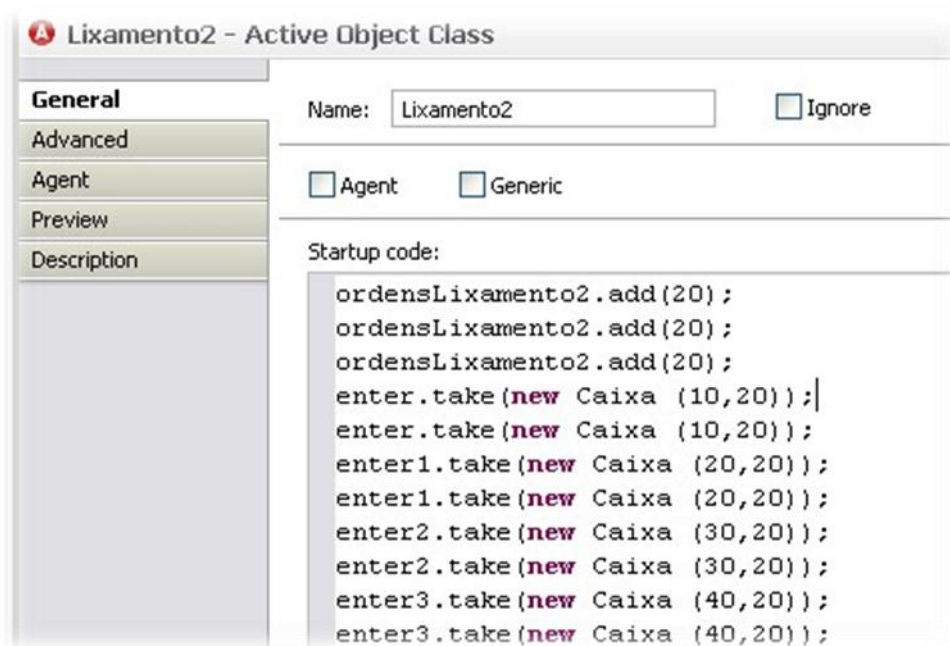 Lixamento2 - Active Object Class
General
Advanced
Agent
Preview
Description
Name: Lixamento2 Ignore
Agent Generic
Startup code:
ordensLixamento2.add(20);
ordensLixamento2.add(20);
ordensLixamento2.add(20);
enter.take(new Caixa (10,20));
enter.take(new Caixa (10,20));
enter1.take(new Caixa (20,20));
enter1.take(new Caixa (20,20));
enter2.take(new Caixa (30,20));
enter2.take(new Caixa (30,20));
enter3.take(new Caixa (40,20));
enter3.take(new Caixa (40,20));